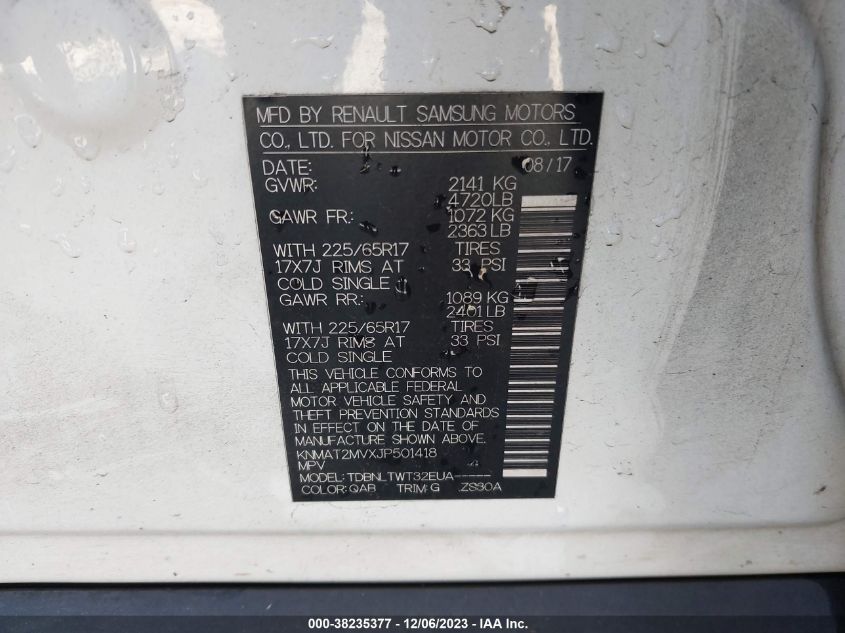 MFD BY RENAULT SAMSUNG MOTORS
CO., LTD. FOR NISSAN MOTOR CO., LTD.
DATE: 08/17
GVWR: 2141 KG
4720LB
GAWR FR: 1072 KG
2363 LB
WITH 225/65R17 TIRES
17X7J RIMS AT 33 PSI
COLD SINGLE
GAWR RR: 1089 KG
2401 LB
WITH 225/65R17 TIRES
17X7J RIMS AT 33 PSI
COLD SINGLE
THIS VEHICLE CONFORMS TO
ALL APPLICABLE FEDERAL
MOTOR VEHICLE SAFETY AND
THEFT PREVENTION STANDARDS
IN EFFECT ON THE DATE OF
MANUFACTURE SHOWN ABOVE.
KNMAT2MVXJP501418
MPV
MODEL: TDBNLTWT32EUA-----
COLOR: QAB TRIM: G ZS30A
000-38235377 - 12/06/2023 - IAA Inc.